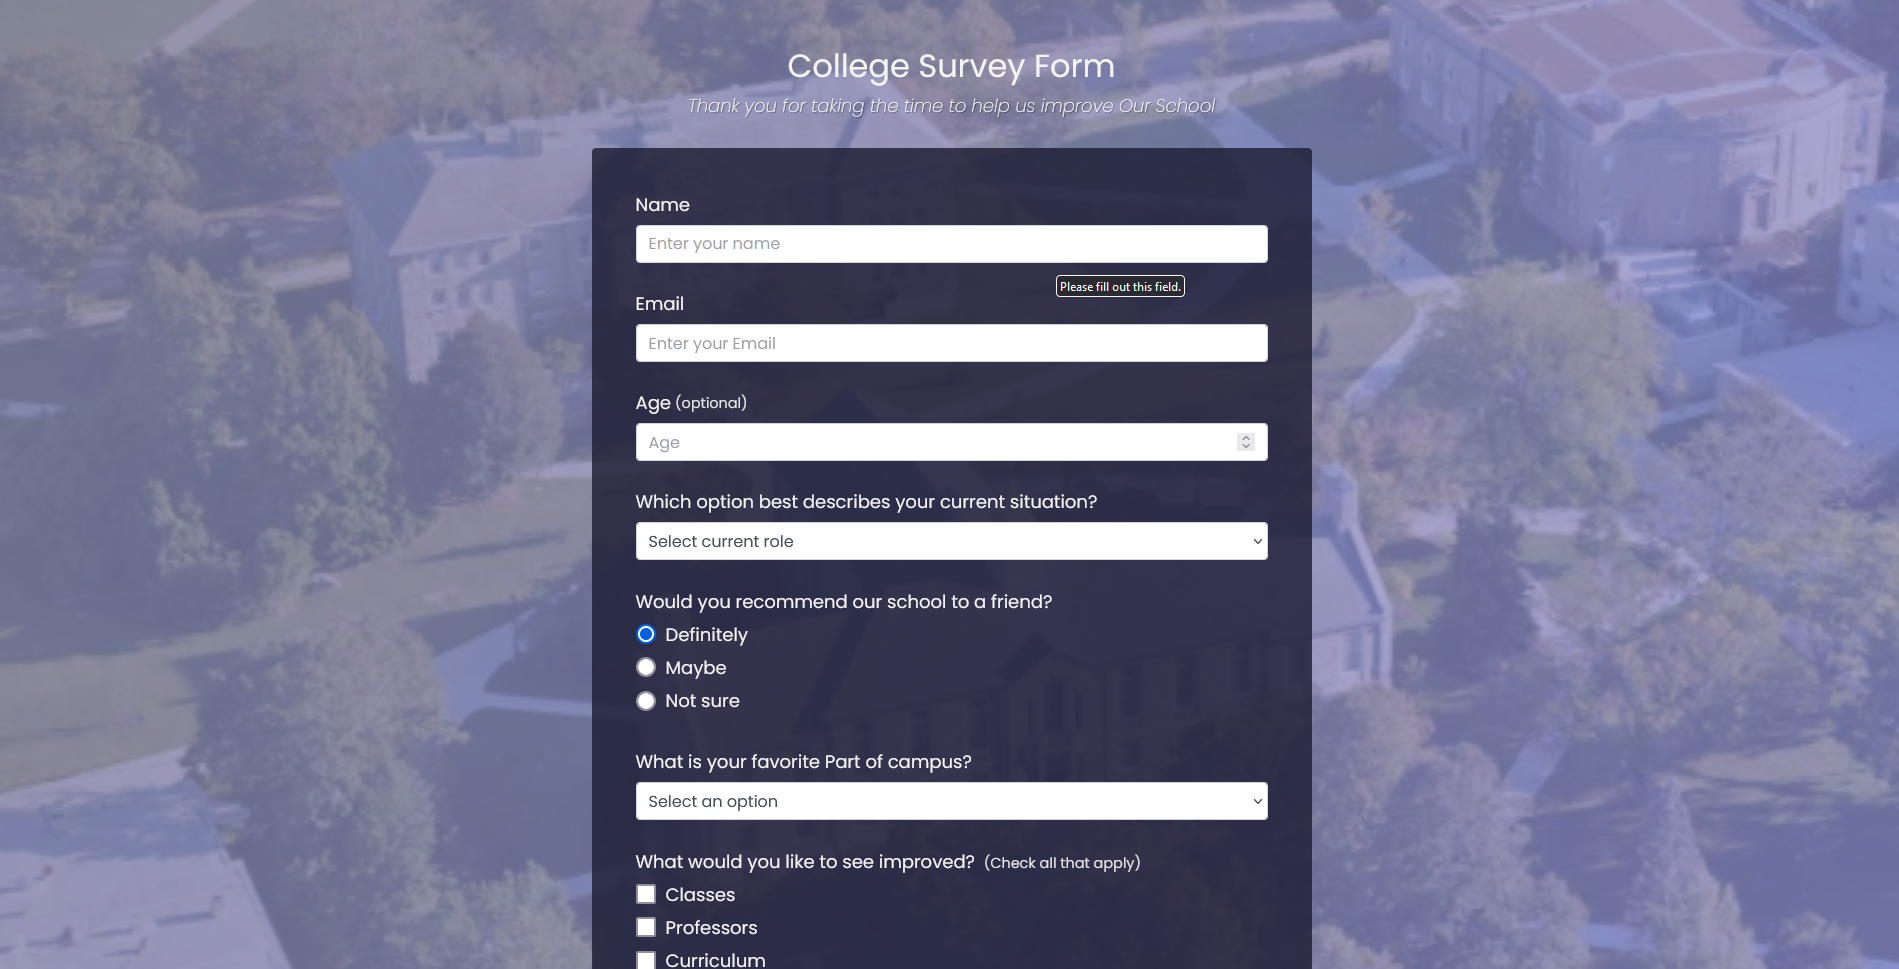 College Survey Form
Thank you for taking the time to help us improve Our School
Name
Enter your name
Please fill out this field.
Email
Enter your Email
Age (optional)
Age
Which option best describes your current situation?
Select current role
Would you recommend our school to a friend?
Definitely
Maybe
Not sure
What is your favorite Part of campus?
Select an option
What would you like to see improved? (Check all that apply)
Classes
Professors
Curriculum